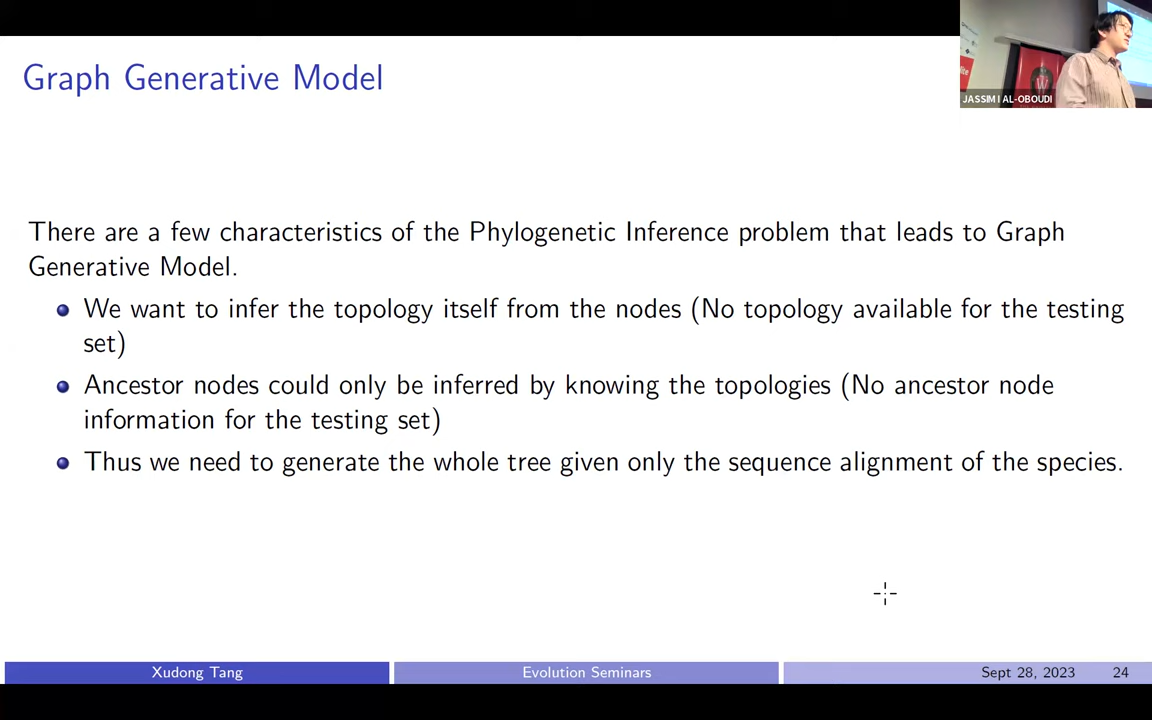 Graph Generative Model
JASSIM I AL-OBOUDI
W
There are a few characteristics of the Phylogenetic Inference problem that leads to Graph
Generative Model.
We want to infer the topology itself from the nodes (No topology available for the testing
set)
Ancestor nodes could only be inferred by knowing the topologies (No ancestor node
information for the testing set)
Thus we need to generate the whole tree given only the sequence alignment of the species.
Xudong Tang
Evolution Seminars
Sept 28, 2023
24